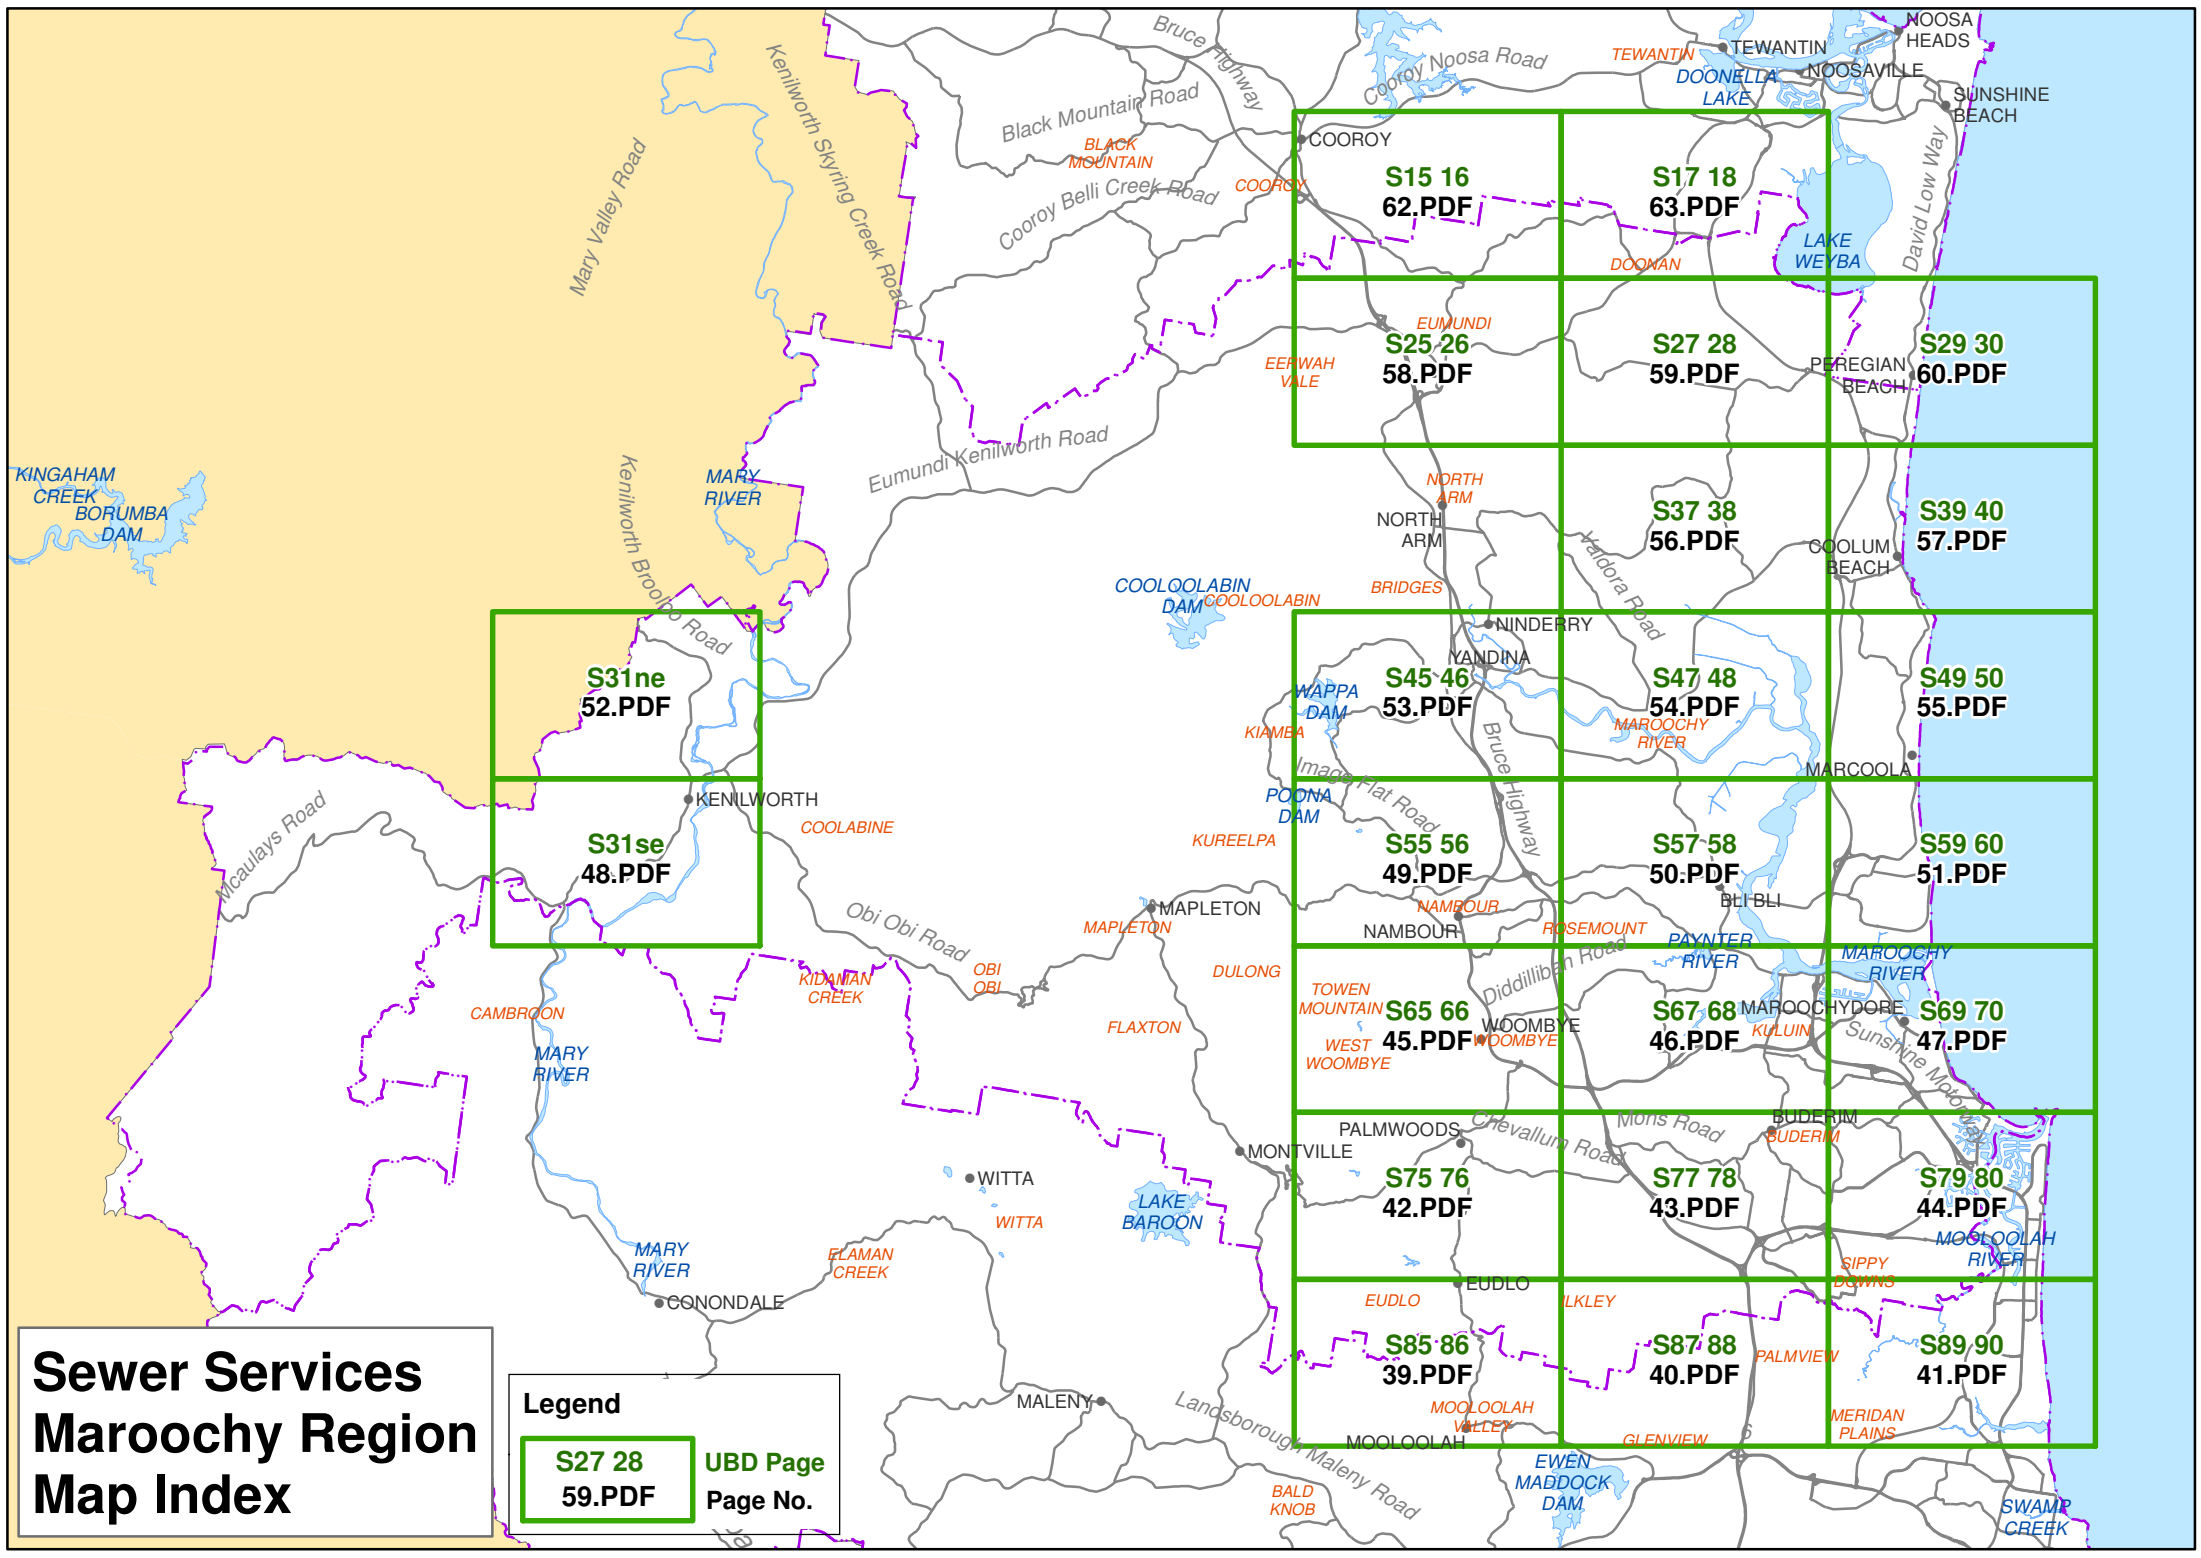 NOOSA
HEADS
TEWANTIN
TEWANTIN
NOOSAVILLE
DOONELLA
LAKE
SUNSHINE
BEACH
Bruce Highway
Cooroy Noosa Road
Kenilworth Skyring Creek Road
Black Mountain Road
BLACK
MOUNTAIN
COOROY
COOROY
Cooroy Belli Creek Road
Mary Valley Road
David Low Way
S15 16
62.PDF
S17 18
63.PDF
LAKE
WEYBA
DOONAN
EUMUNDI
S25 26
58.PDF
S27 28
59.PDF
S29 30
60.PDF
EERWAH
VALE
PEREGIAN
BEACH
Eumundi Kenilworth Road
KINGAHAM
CREEK
BORUMBA
DAM
MARY
RIVER
Kenilworth Brooloo Road
NORTH
ARM
NORTH
ARM
S37 38
56.PDF
S39 40
57.PDF
Valdora Road
COOLUM
BEACH
COOLOOLABIN
DAM
COOLOOLABIN
BRIDGES
NINDERRY
YANDINA
S31ne
52.PDF
S45 46
53.PDF
S47 48
54.PDF
S49 50
55.PDF
WAPPA
DAM
KIAMBA
MAROOCHY
RIVER
Bruce Highway
Image Flat Road
MARCOOLA
POONA
DAM
KENILWORTH
COOLABINE
KUREELPA
Mcaulays Road
S31se
48.PDF
S55 56
49.PDF
S57 58
50.PDF
S59 60
51.PDF
BLI BLI
Obi Obi Road
MAPLETON
MAPLETON
NAMBOUR
NAMBOUR
ROSEMOUNT
Diddillibah Road
PAYNTER
RIVER
MAROOCHY
RIVER
KIDAMAN
CREEK
OBI
OBI
DULONG
TOWEN
MOUNTAIN
CAMBROON
FLAXTON
S65 66
45.PDF
WOOMBYE
WOOMBYE
S67 68
46.PDF
MAROOCHYDORE
KULUIN
S69 70
47.PDF
Sunshine Motorway
WEST
WOOMBYE
MARY
RIVER
PALMWOODS
Chevallum Road
Mons Road
BUDERIM
BUDERIM
MONTVILLE
WITTA
WITTA
LAKE
BAROON
S75 76
42.PDF
S77 78
43.PDF
S79 80
44.PDF
MOOLOOLAH
RIVER
MARY
RIVER
ELAMAN
CREEK
SIPPY
DOWNS
CONONDALE
EUDLO
EUDLO
ILKLEY
S85 86
39.PDF
S87 88
40.PDF
PALMVIEW
S89 90
41.PDF
MALENY
Landsborough Maleny Road
MOOLOOLAH
VALLEY
MOOLOOLAH
GLENVIEW
MERIDAN
PLAINS
EWEN
MADDOCK
DAM
BALD
KNOB
SWAMP
CREEK
Sewer Services
Maroochy Region
Map Index
Legend
S27 28
59.PDF
UBD Page
Page No.